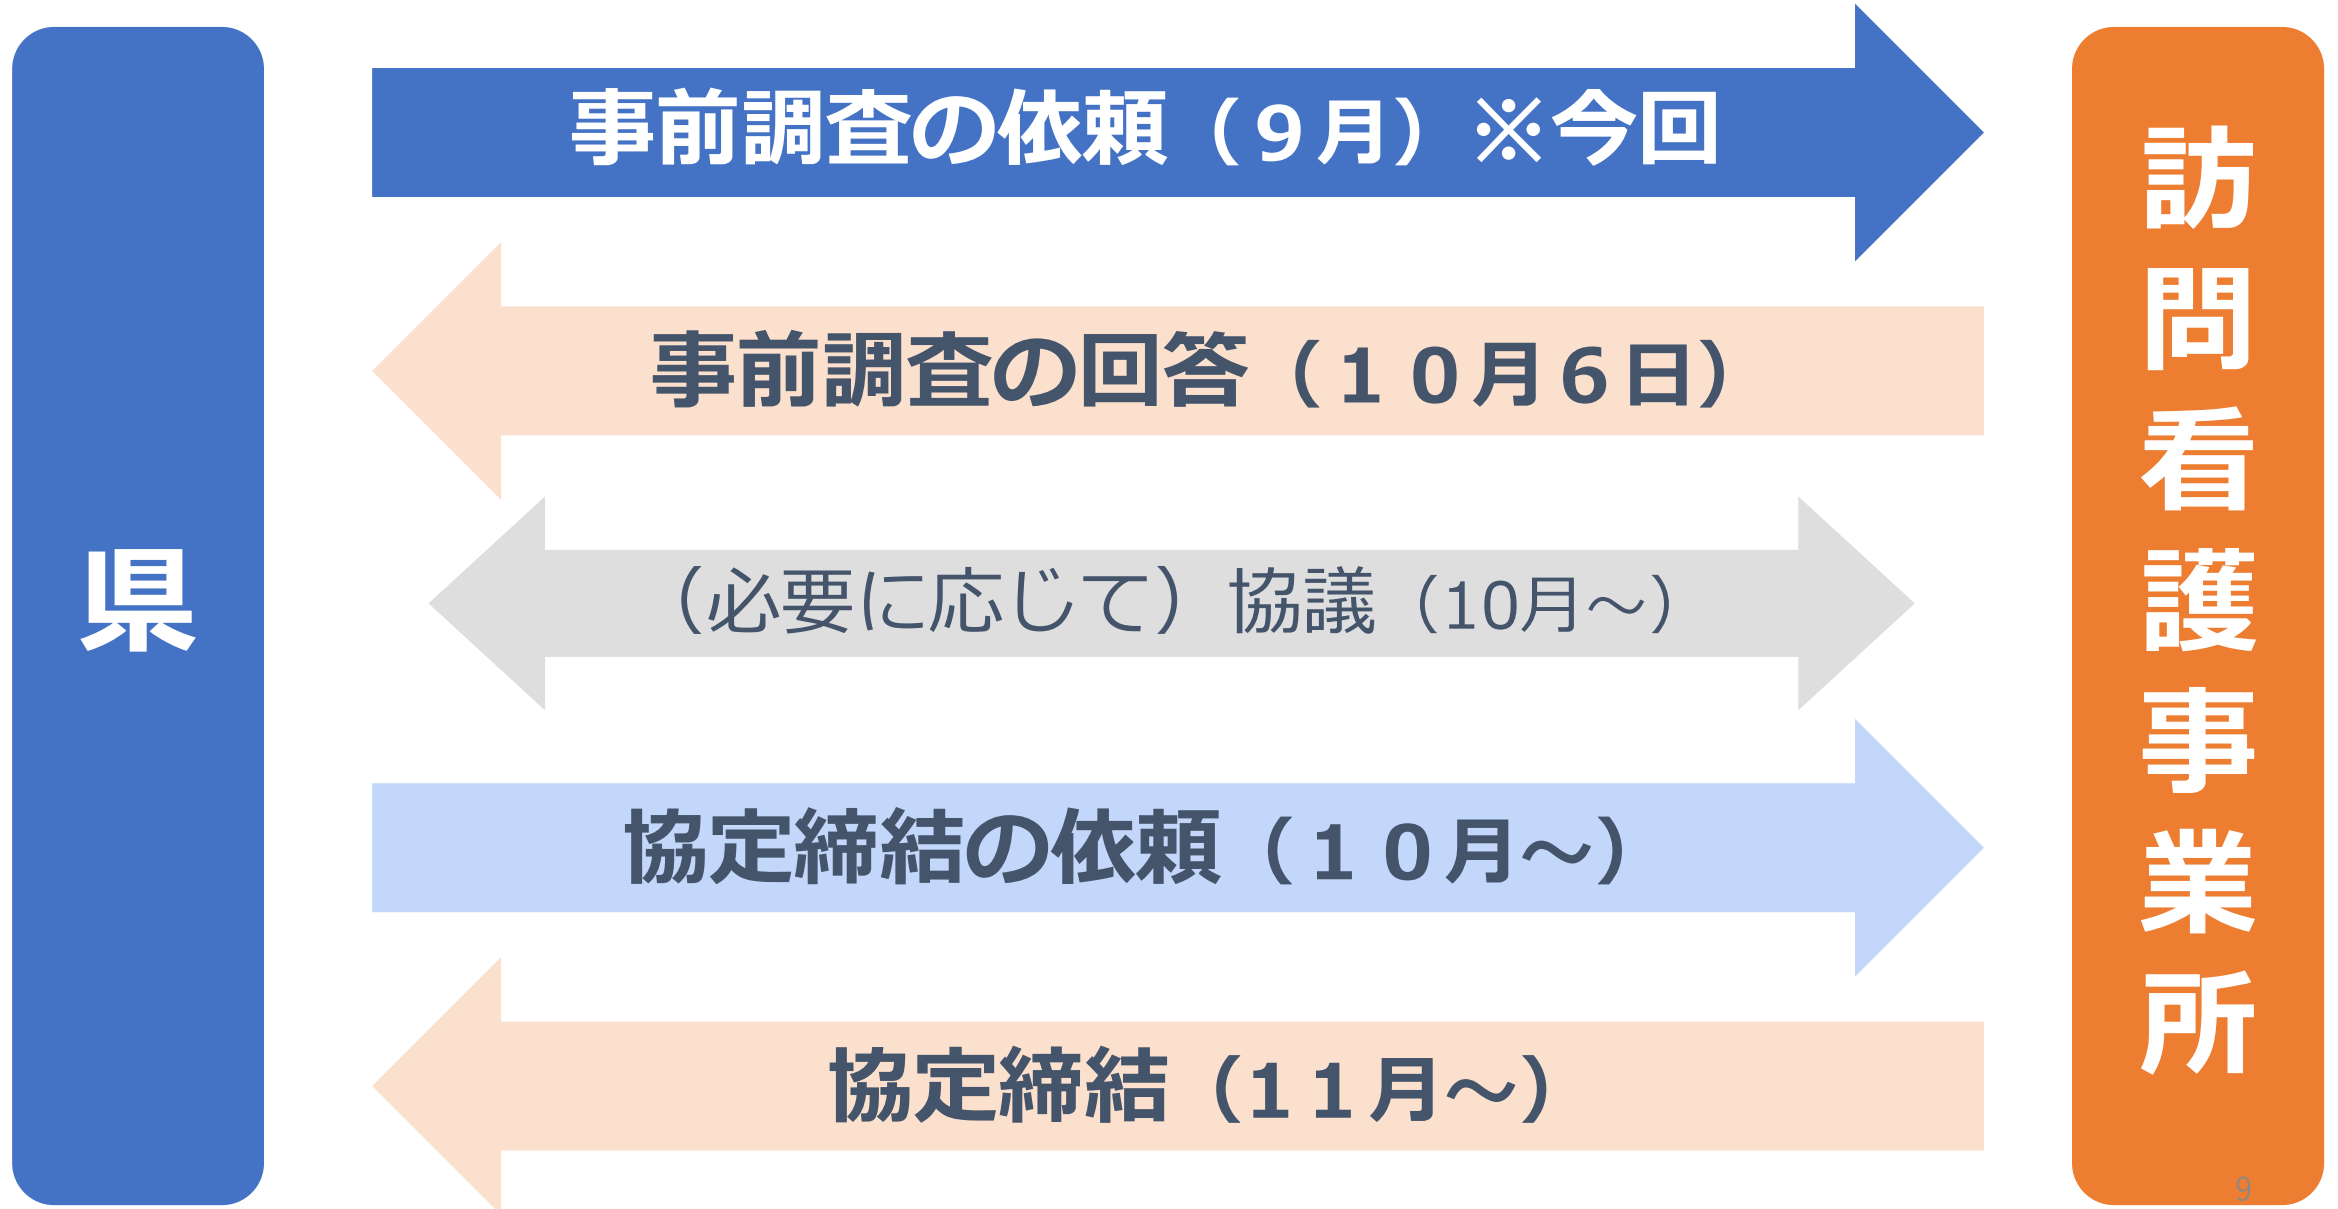 県
事前調査の依頼（９月）※今回
事前調査の回答（１０月６日）
（必要に応じて）協議（10月～）
協定締結の依頼（１０月～）
協定締結（１１月～）
訪問看護事業所
9